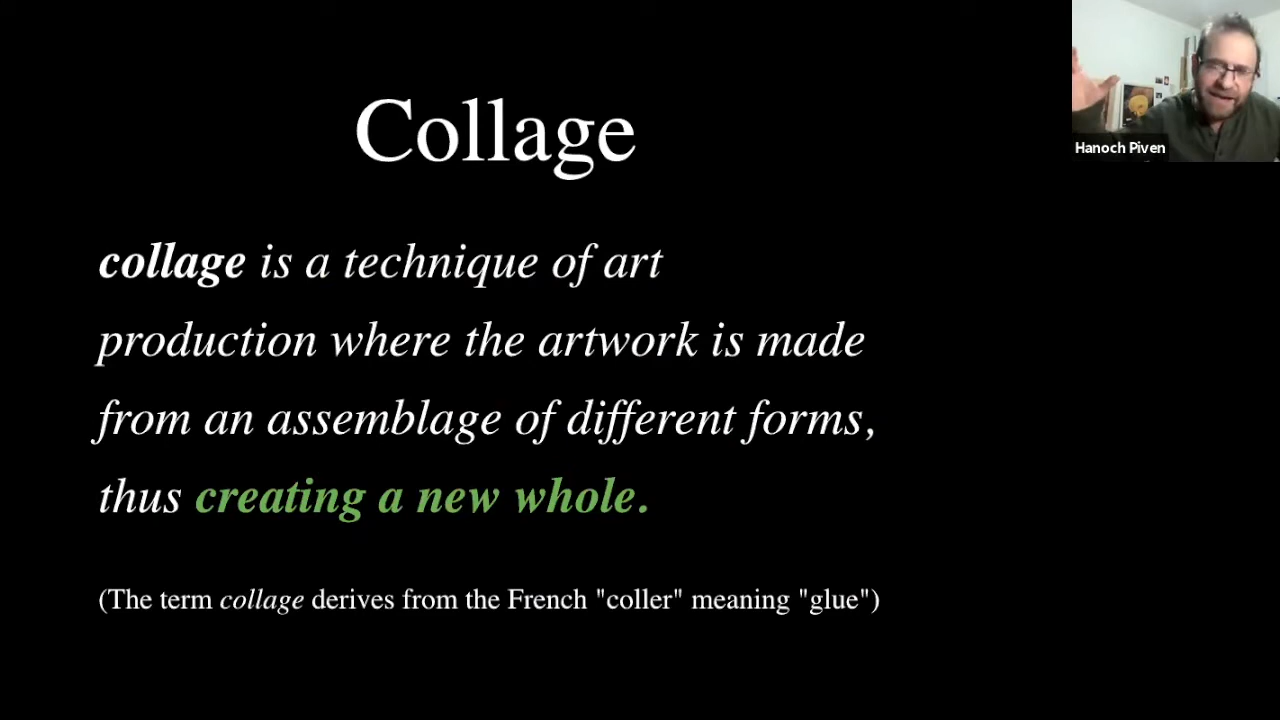 Collage
collage is a technique of art
production where the artwork is made
from an assemblage of different forms,
thus creating a new whole.
(The term collage derives from the French "coller" meaning "glue")
Hanoch Piven